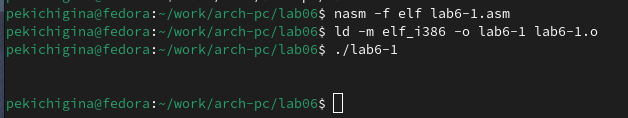 pekichigina@fedora:~/work/arch-pc/lab06$ nasm -f elf lab6-1.asm
pekichigina@fedora:~/work/arch-pc/lab06$ ld -m elf_i386 -o lab6-1 lab6-1.o
pekichigina@fedora:~/work/arch-pc/lab06$ ./lab6-1
pekichigina@fedora:~/work/arch-pc/lab06$